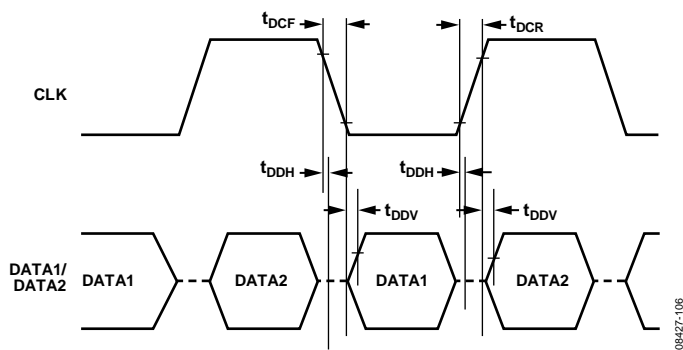 tDCF
tDCR
CLK
tDDH
tDDH
tDDV
tDDV
DATA1/
DATA2
DATA1
DATA2
DATA1
DATA2
08427-106